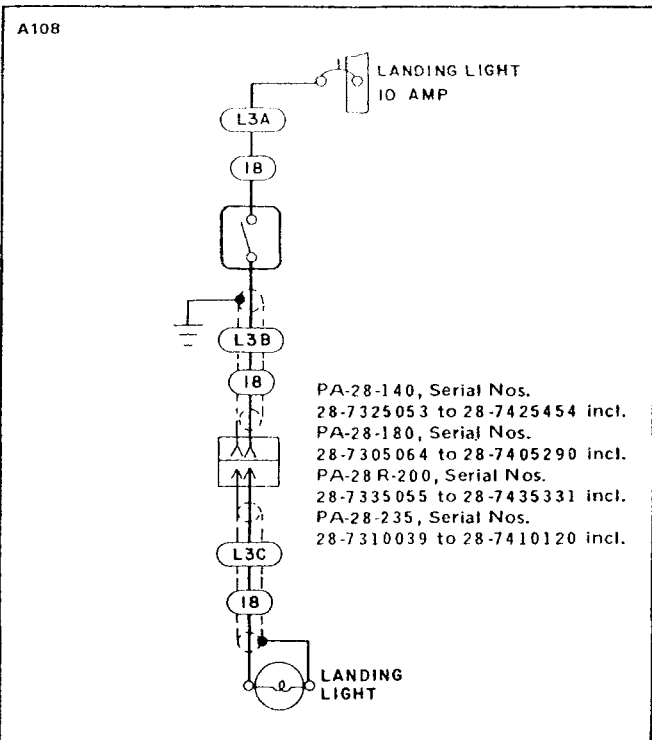 A108
LANDING LIGHT
10 AMP
L3A
18
L3B
18
PA-28-140, Serial Nos.
28-7325053 to 28-7425454 incl.
PA-28-180, Serial Nos.
28-7305064 to 28-7405290 incl.
PA-28 R-200, Serial Nos.
28-7335055 to 28-7435331 incl.
PA-28-235, Serial Nos.
28-7310039 to 28-7410120 incl.
L3C
18
LANDING
LIGHT